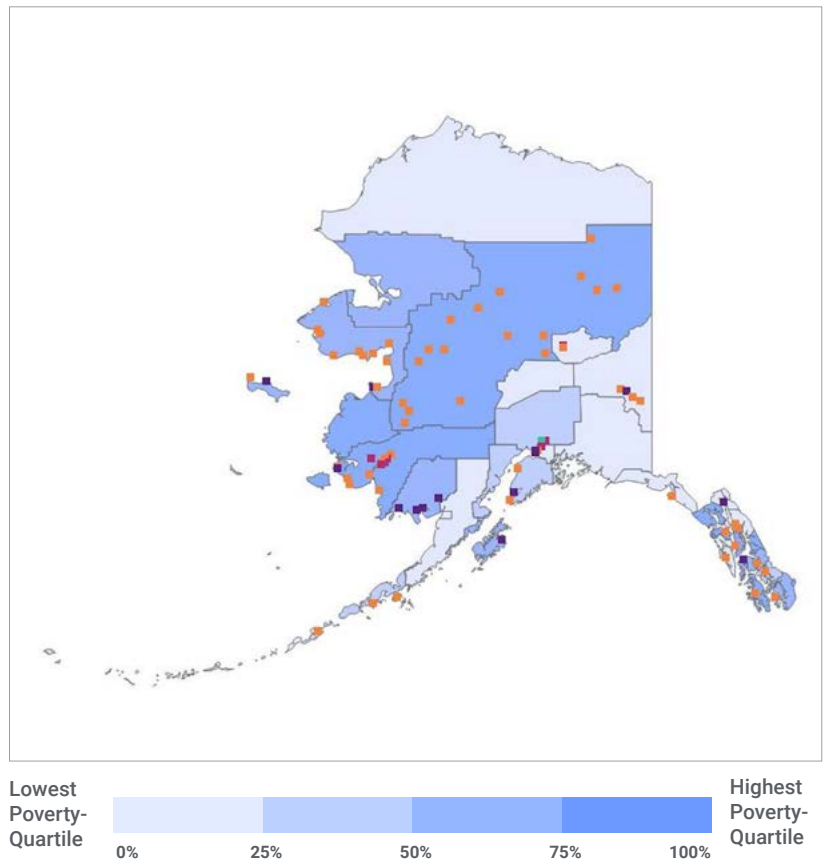 Lowest
Poverty-
Quartile
0%
25%
50%
75%
100%
Highest
Poverty-
Quartile